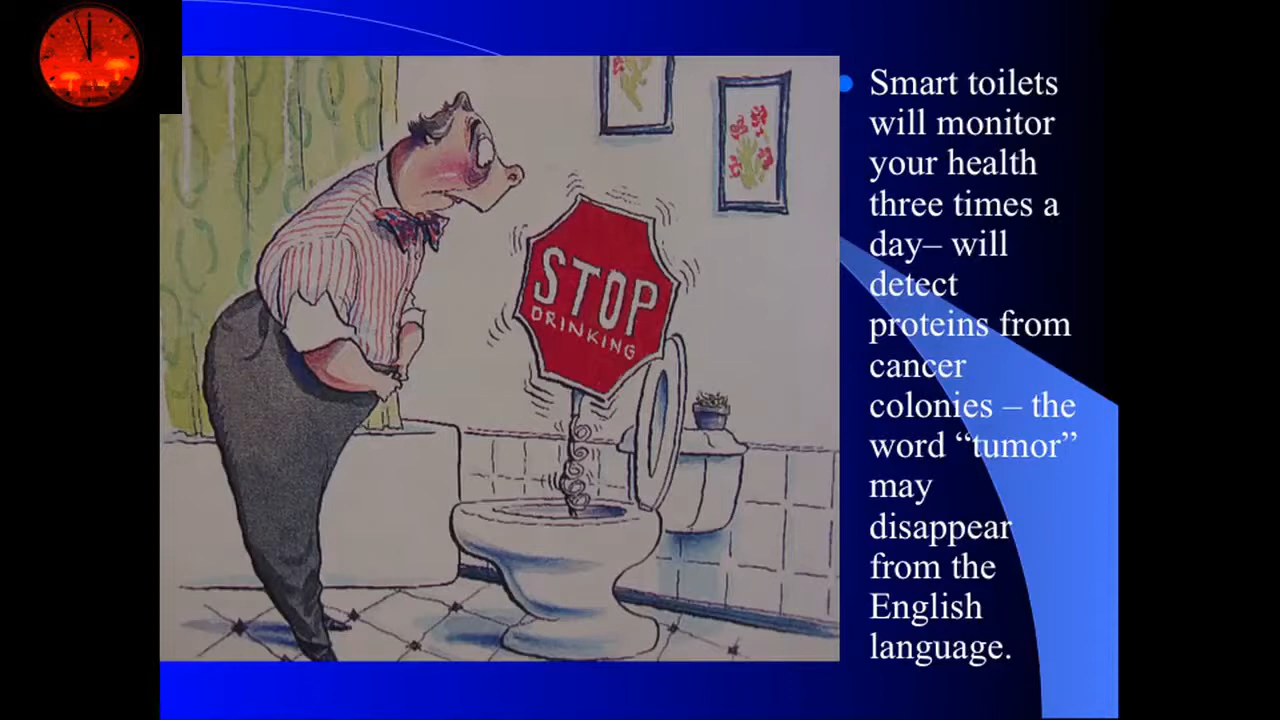 STOP
DRINKING
Smart toilets
will monitor
your health
three times a
day– will
detect
proteins from
cancer
colonies – the
word “tumor”
may
disappear
from the
English
language.